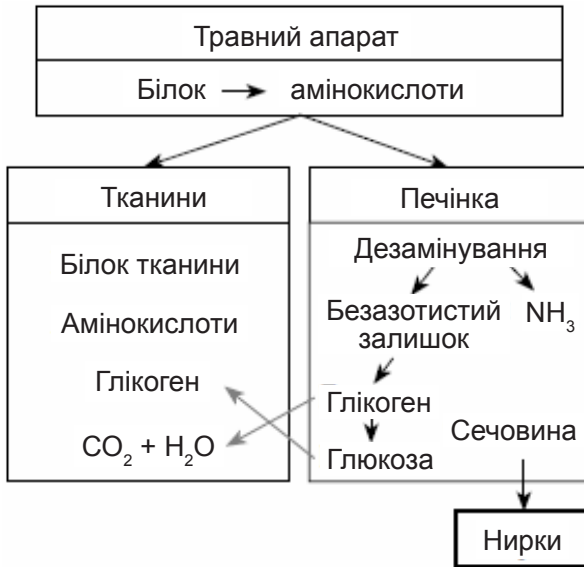 Травний апарат
Білок → амінокислоти
Тканини
Білок тканини
Амінокислоти
Глікоген
CO₂ + H₂O
Печінка
Дезамінування
Безазотистий
залишок
NH₃
Глікоген
Глюкоза
Сечовина
Нирки